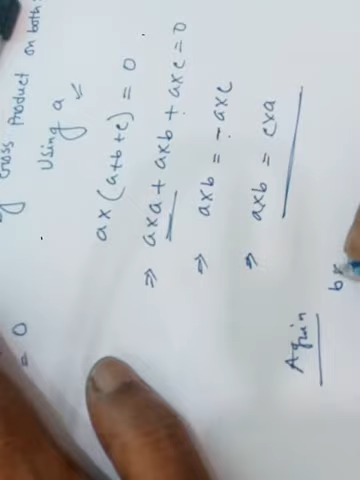 Cross Product on both
Using a
= 0
a×(a+b+c) = 0
⇒ a×a + a×b + a×c = 0
⇒ a×b = - a×c
⇒ a×b = c×a
Again
b×